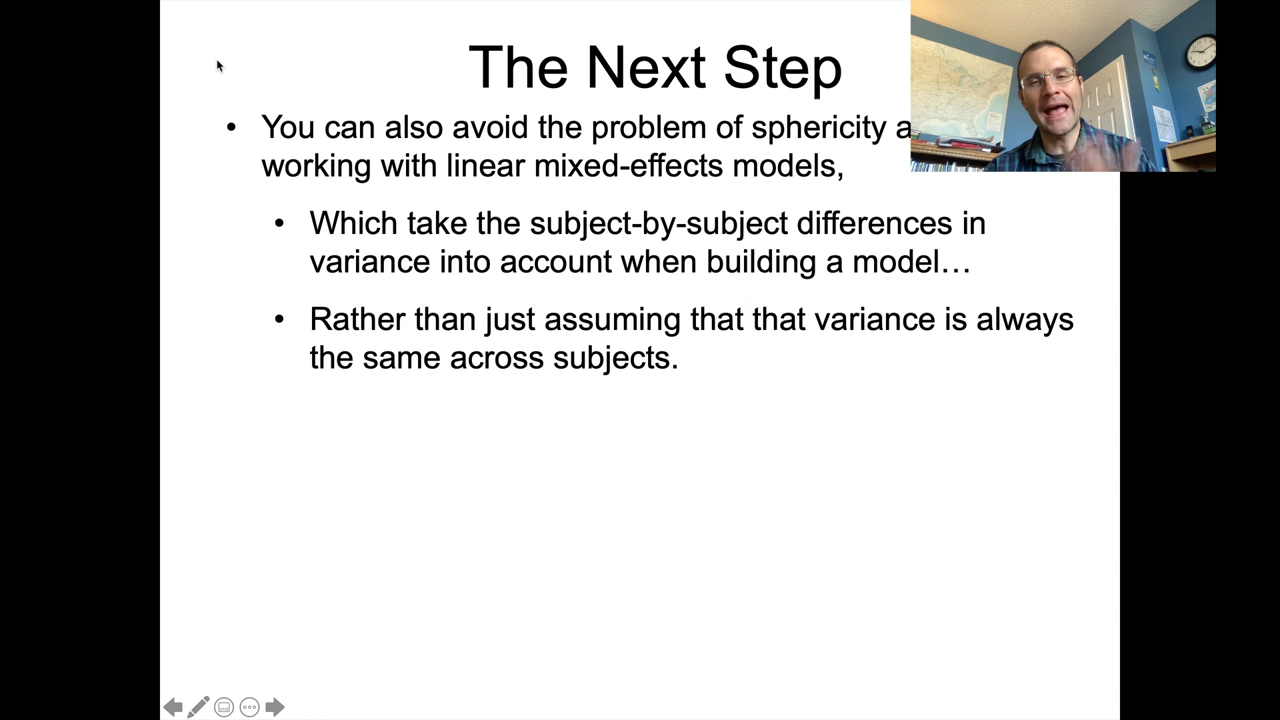 The Next Step
• You can also avoid the problem of sphericity
working with linear mixed-effects models,
• Which take the subject-by-subject differences in
variance into account when building a model…
• Rather than just assuming that that variance is always
the same across subjects.